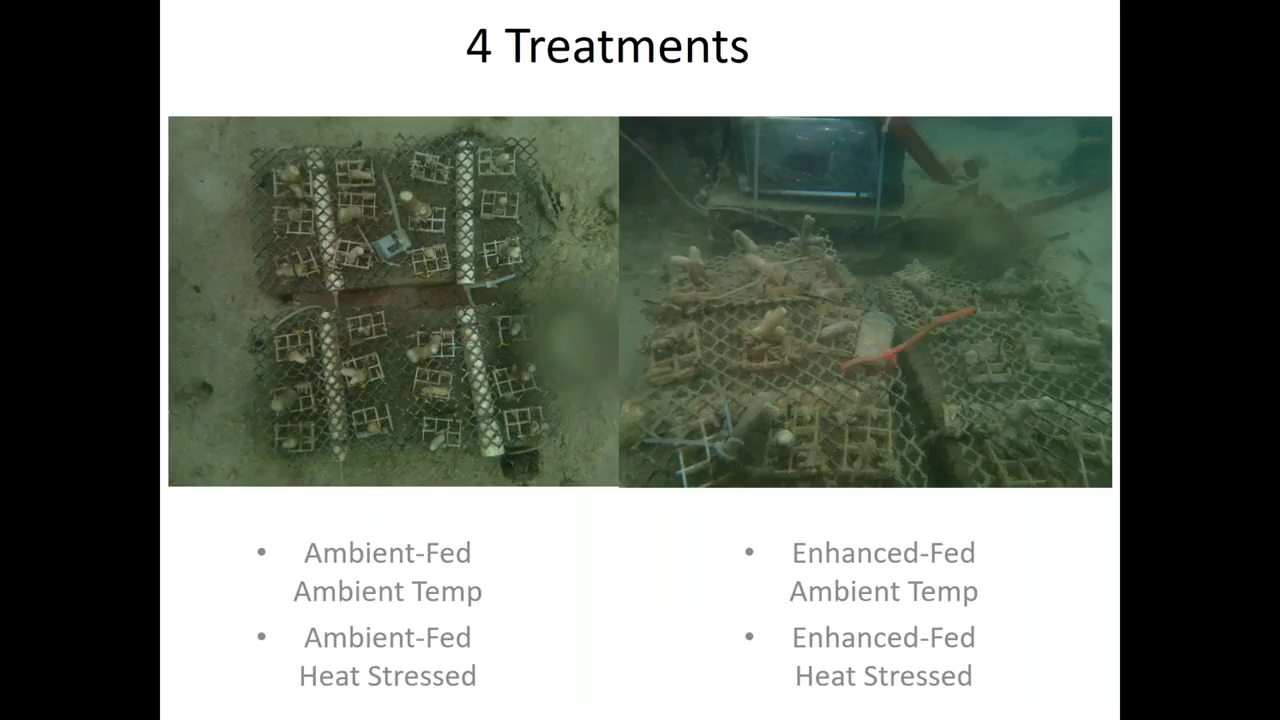 4 Treatments
• Ambient-Fed
Ambient Temp
• Ambient-Fed
Heat Stressed
• Enhanced-Fed
Ambient Temp
• Enhanced-Fed
Heat Stressed